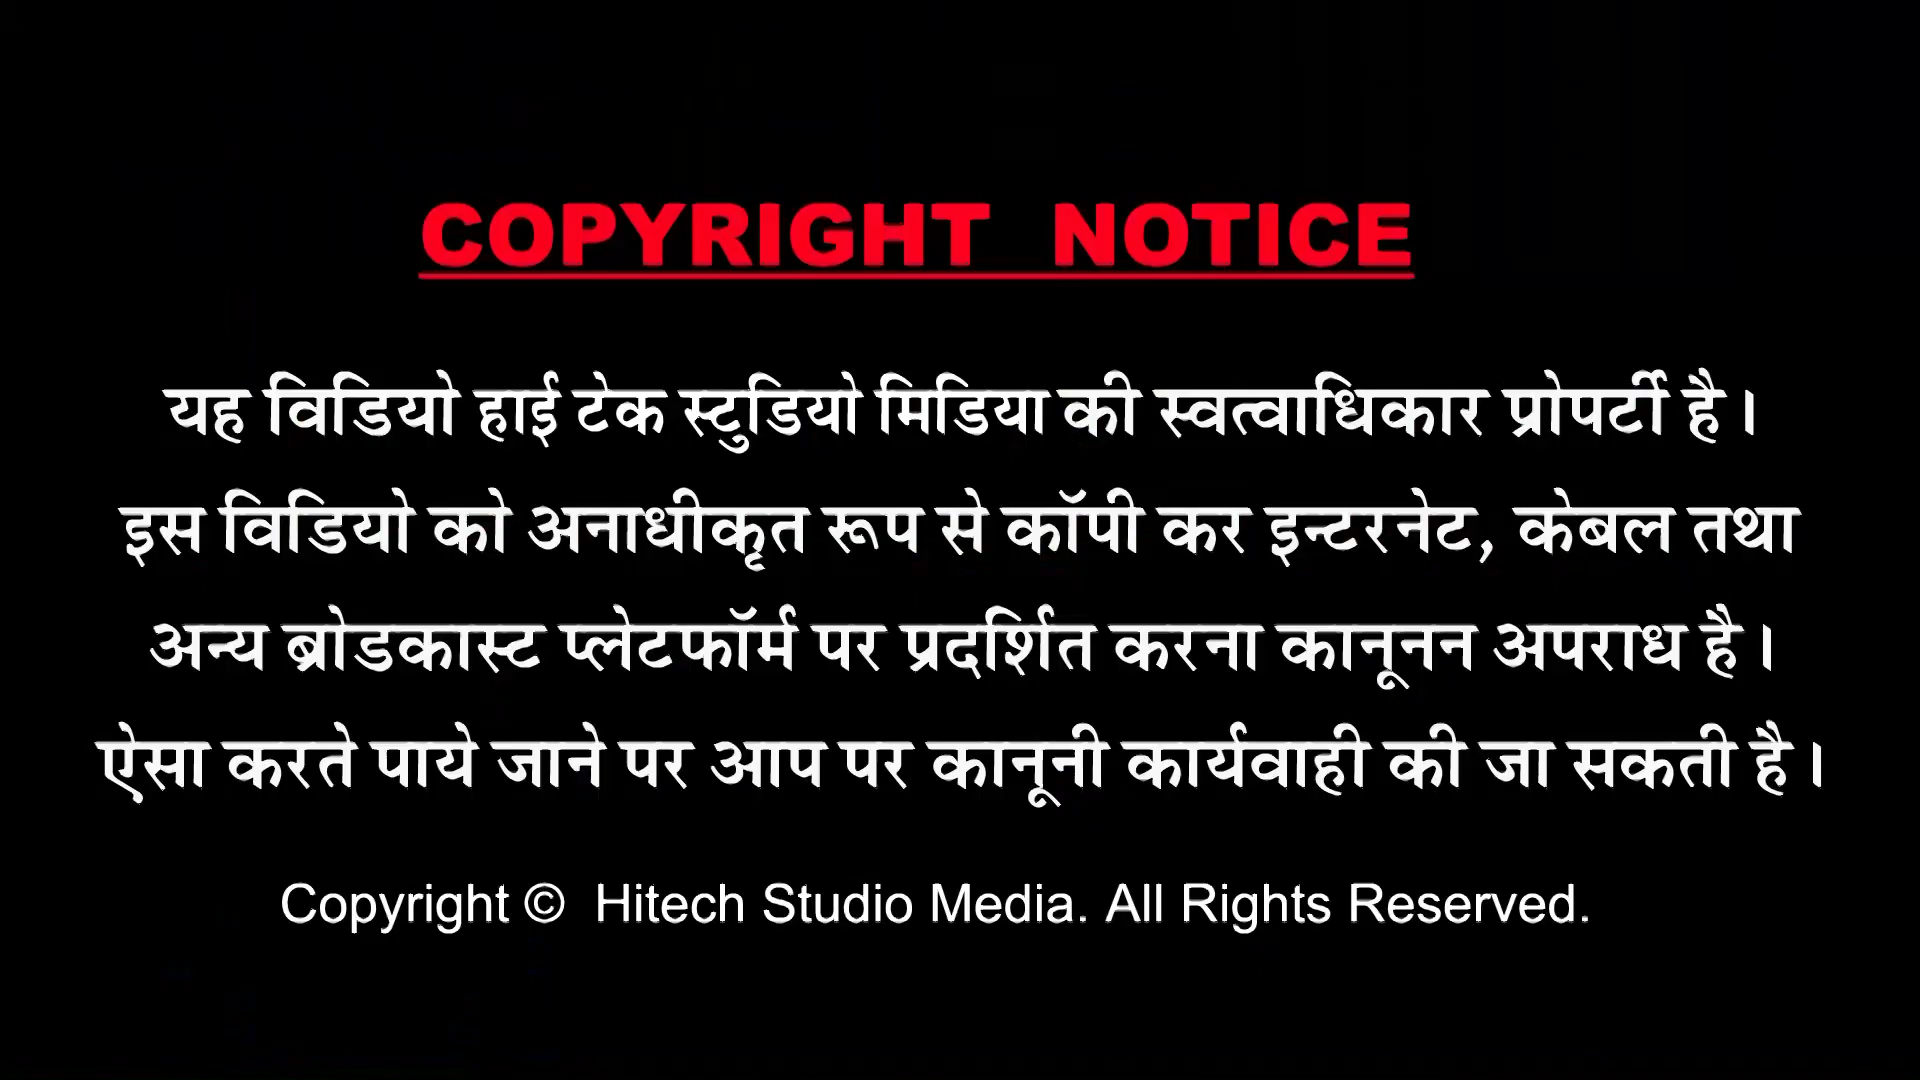 COPYRIGHT NOTICE
यह विडियो हाई टेक स्टुडियो मिडिया की स्वत्वाधिकार प्रोपर्टी है।
इस विडियो को अनाधीकृत रूप से कॉपी कर इन्टरनेट, केबल तथा
अन्य ब्रोडकास्ट प्लेटफॉर्म पर प्रदर्शित करना कानूनन अपराध है।
ऐसा करते पाये जाने पर आप पर कानूनी कार्यवाही की जा सकती है।
Copyright © Hitech Studio Media. All Rights Reserved.